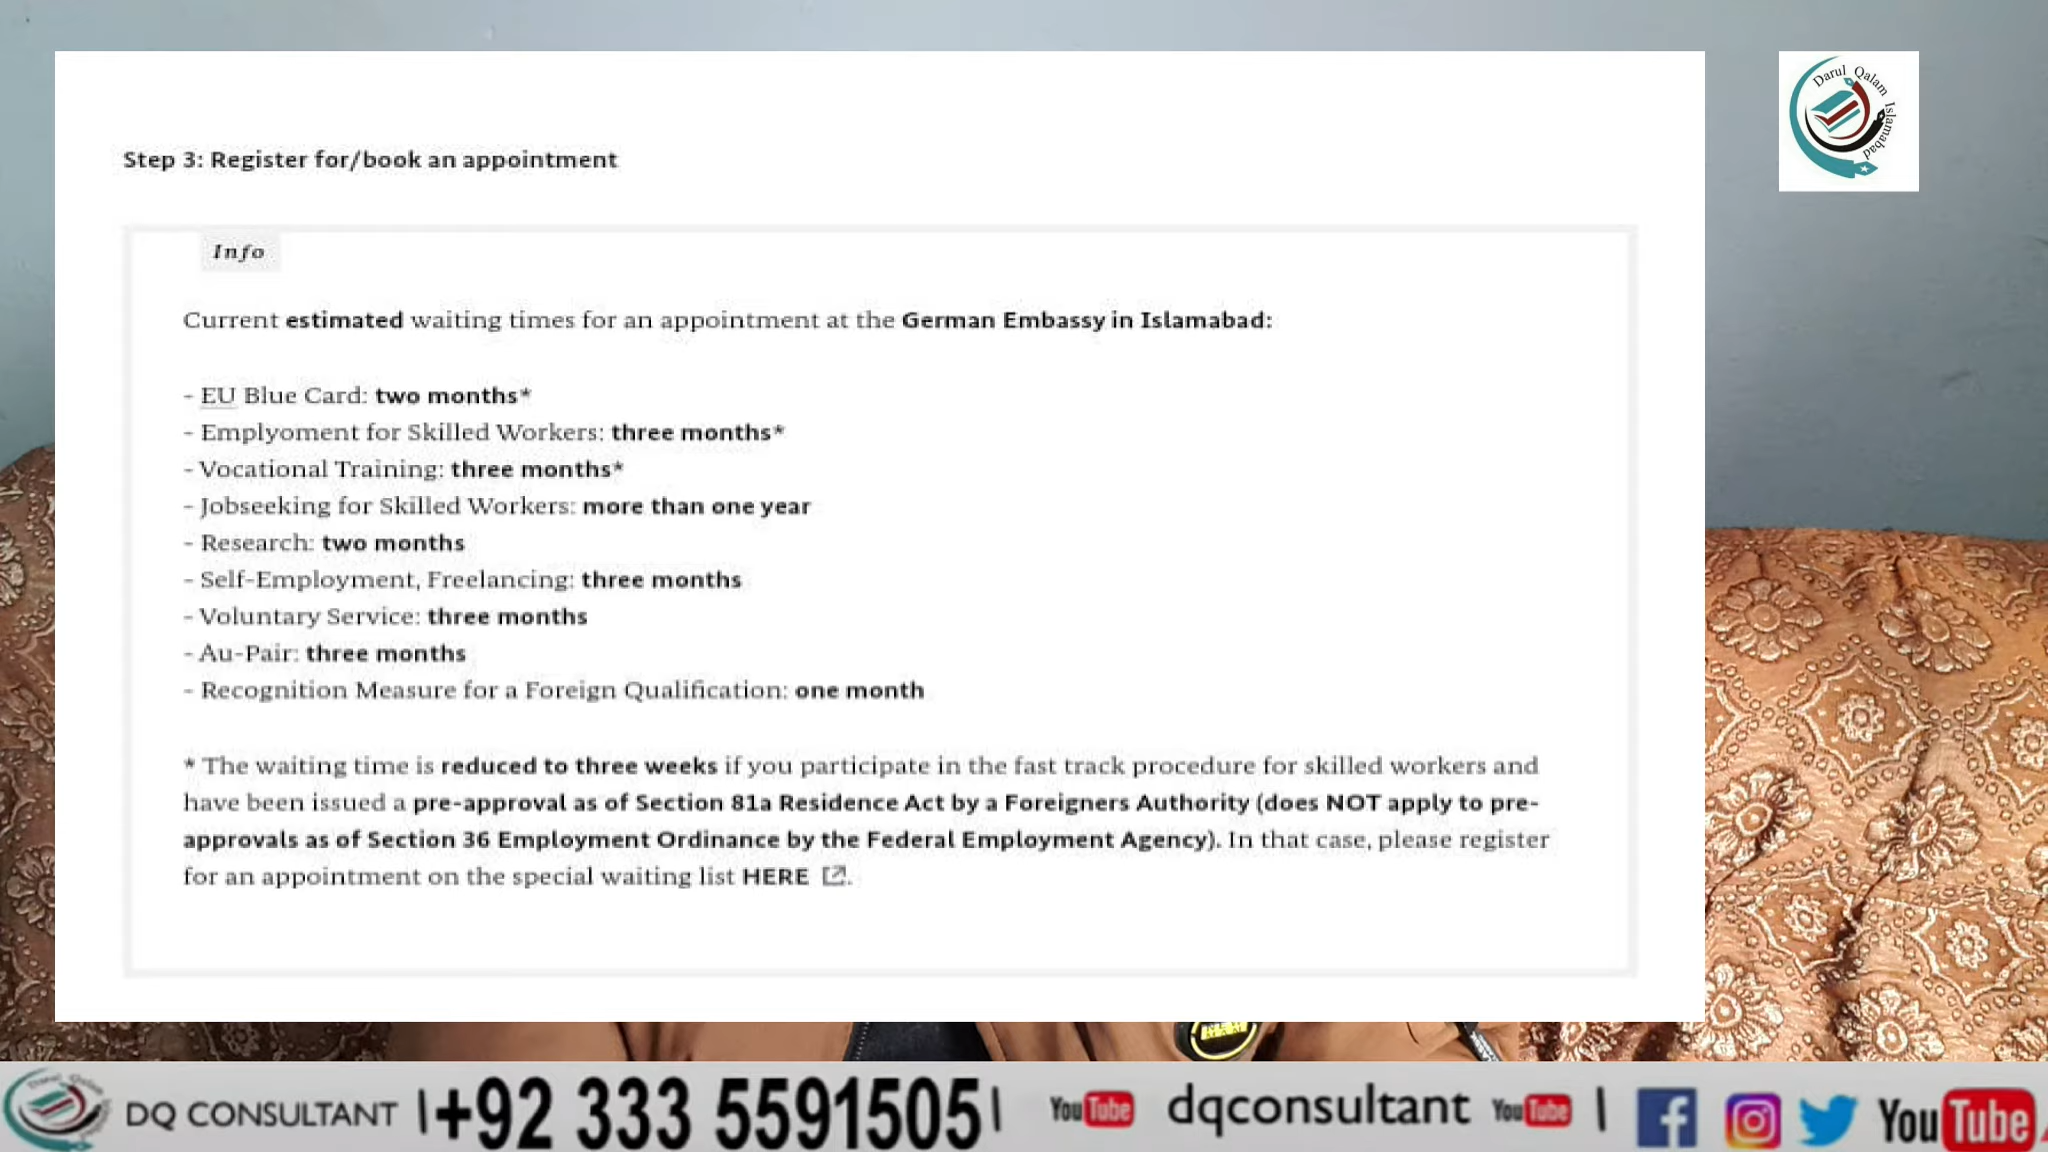 Darul Qalam Islamabad
Step 3: Register for/book an appointment
Info
Current estimated waiting times for an appointment at the German Embassy in Islamabad:
- EU Blue Card: two months*
- Emplyoment for Skilled Workers: three months*
- Vocational Training: three months*
- Jobseeking for Skilled Workers: more than one year
- Research: two months
- Self-Employment, Freelancing: three months
- Voluntary Service: three months
- Au-Pair: three months
- Recognition Measure for a Foreign Qualification: one month
* The waiting time is reduced to three weeks if you participate in the fast track procedure for skilled workers and
have been issued a pre-approval as of Section 81a Residence Act by a Foreigners Authority (does NOT apply to pre-
approvals as of Section 36 Employment Ordinance by the Federal Employment Agency). In that case, please register
for an appointment on the special waiting list HERE.
DQ CONSULTANT |+92 333 5591505| YouTube dqconsultant YouTube | YouTube